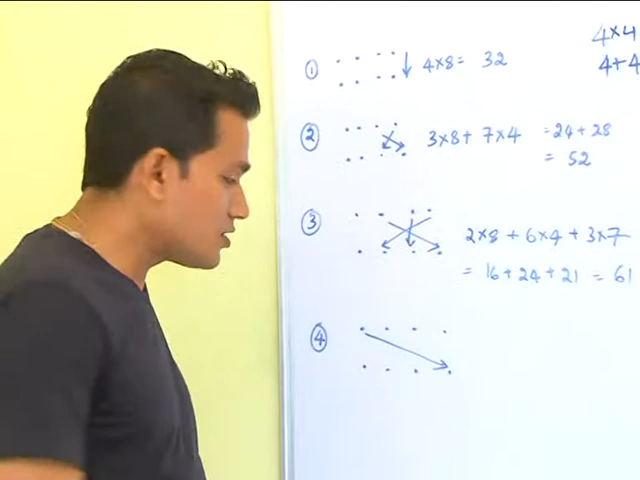 4×4
4+4
① 4×8= 32
② 3×8+ 7×4 =24+28
= 52
③ 2×8 + 6×4 + 3×7
= 16+24+21 = 61
④